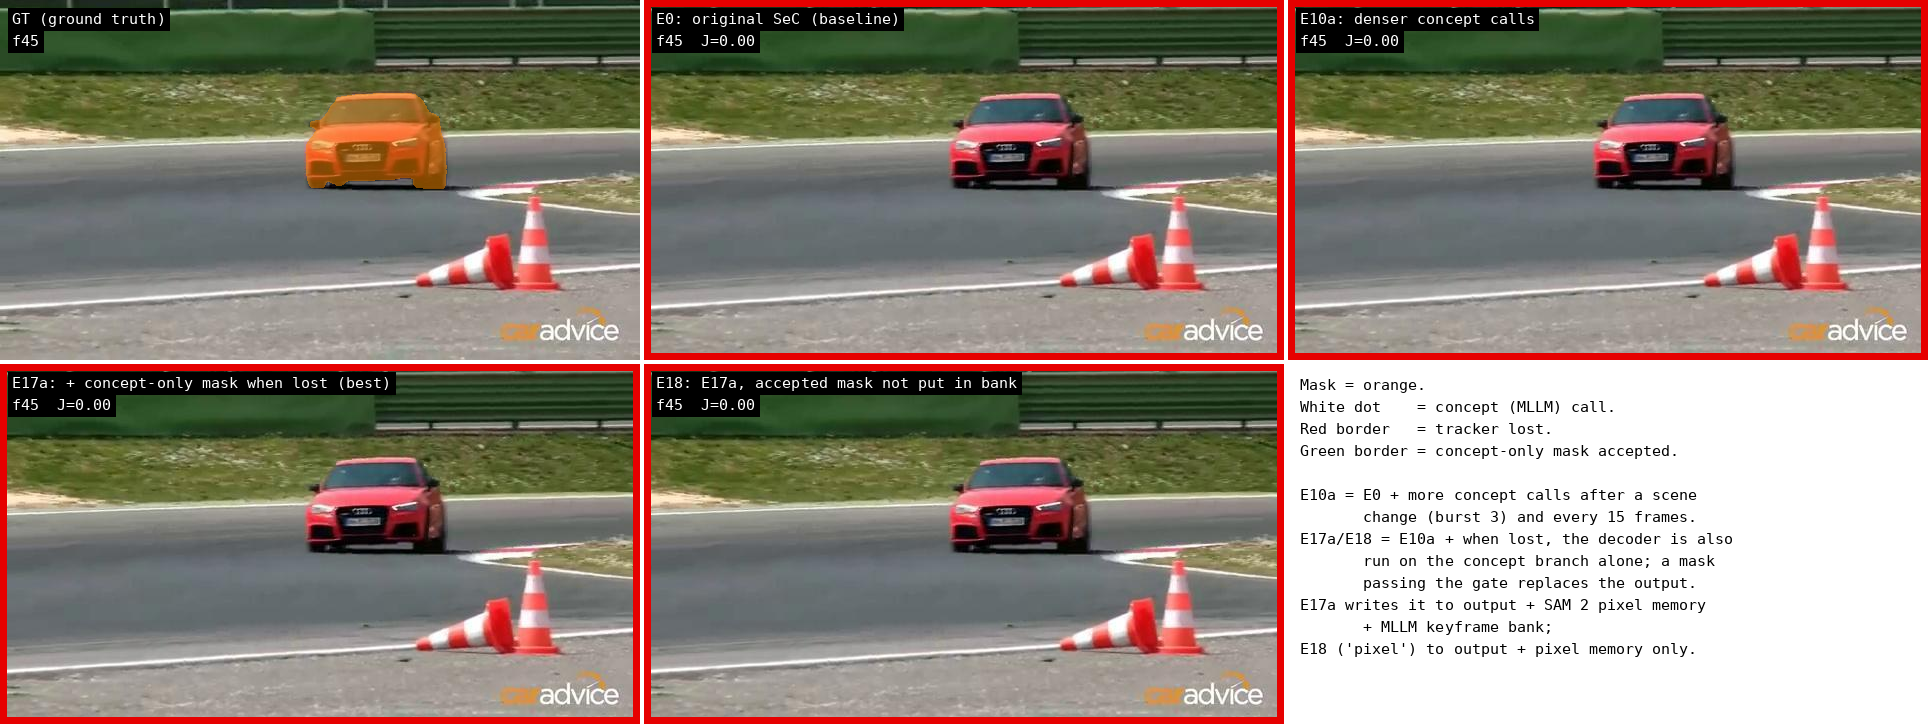 GT (ground truth)
f45
E0: original SeC (baseline)
f45 J=0.00
E10a: denser concept calls
f45 J=0.00
caradvice
caradvice
caradvice
E17a: + concept-only mask when lost (best)
f45 J=0.00
E18: E17a, accepted mask not put in bank
f45 J=0.00
caradvice
caradvice
Mask = orange.
White dot = concept (MLLM) call.
Red border = tracker lost.
Green border = concept-only mask accepted.
E10a = E0 + more concept calls after a scene
change (burst 3) and every 15 frames.
E17a/E18 = E10a + when lost, the decoder is also
run on the concept branch alone; a mask
passing the gate replaces the output.
E17a writes it to output + SAM 2 pixel memory
+ MLLM keyframe bank;
E18 ('pixel') to output + pixel memory only.